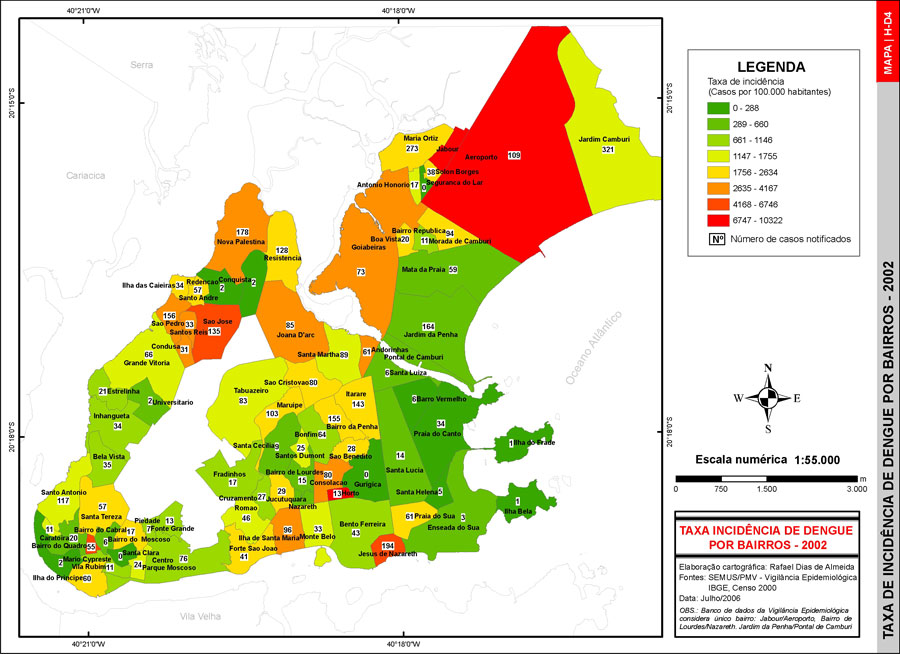 40°21'0"W
40°18'0"W
MAPA | H-D4
Serra
20°15'0"S
20°15'0"S
LEGENDA
Taxa de incidência
(Casos por 100.000 habitantes)
0 - 288
289 - 660
661 - 1146
1147 - 1755
1756 - 2634
2635 - 4167
4168 - 6746
6747 - 10322
Nº Número de casos notificados
Maria Ortiz
273
Jabour
Aeroporto
109
Jardim Camburi
321
38 Solon Borges
Antonio Honorio 17
Segurança do Lar
0
Cariacica
178
Nova Palestina
128
Resistencia
Bairro Republica
94
Boa Vista 20
11 Morada de Camburi
Goiabeiras
73
Mata da Praia 59
Ilha das Caieiras 34
Redencao
57
Conquista
2
2
Santo Andre
156
Sao Pedro 33
Santos Reis
Sao Jose
135
85
Joana D'arc
164
Jardim da Penha
Oceano Atlântico
Condusa 31
66
Grande Vitoria
Santa Martha 89
61 Andorinhas
Pontal de Camburi
6 Santa Luiza
21 Estrelinha
2 Universitario
Inhangueta
34
Tabuazeiro
83
Sao Cristovao 80
Maruipe
103
Itarare
143
6 Barro Vermelho
N
W E
S
155
Bairro da Penha
34
Praia do Canto
20°18'0"S
20°18'0"S
Bonfim 64
Santa Cecilia 9
25
Santos Dumont
28
Sao Benedito
1 Ilha do Frade
Bela Vista
35
14
Santa Lucia
Escala numérica 1:55.000
Fradinhos
17
Bairro de Lourdes
15
80
Consolacao
0
Gurigica
m
0 750 1.500 3.000
Santo Antonio
117
Cruzamento 27
29
Jucutuquara
Nazareth
13 Horto
Santa Helena 5
1
Ilha Bela
57
Santa Tereza
Romao
46
61 Praia do Sua
3
Enseada do Sua
TAXA INCIDÊNCIA DE DENGUE
POR BAIRROS - 2002
11
Caratoira 20
Bairro do Cabral 17
Piedade 13
7 Fonte Grande
96
Ilha de Santa Maria
33
Monte Belo
Bento Ferreira
43
Bairro do Quadro 55
6 Bairro do Moscoso
Forte Sao Joao
41
194
Jesus de Nazareth
2 Mario Cypreste
0 Santa Clara
Centro 76
Vila Rubim 11
24 Parque Moscoso
Ilha do Principe 60
Elaboração cartográfica: Rafael Dias de Almeida
Fontes: SEMUS/PMV - Vigilância Epidemiológica
IBGE, Censo 2000
Data: Julho/2006
OBS.: Banco de dados da Vigilância Epidemiológica
considera único bairro: Jabour/Aeroporto, Bairro de
Lourdes/Nazareth. Jardim da Penha/Pontal de Camburi
Vila Velha
40°21'0"W
40°18'0"W
TAXA DE INCIDÊNCIA DE DENGUE POR BAIRROS - 2002